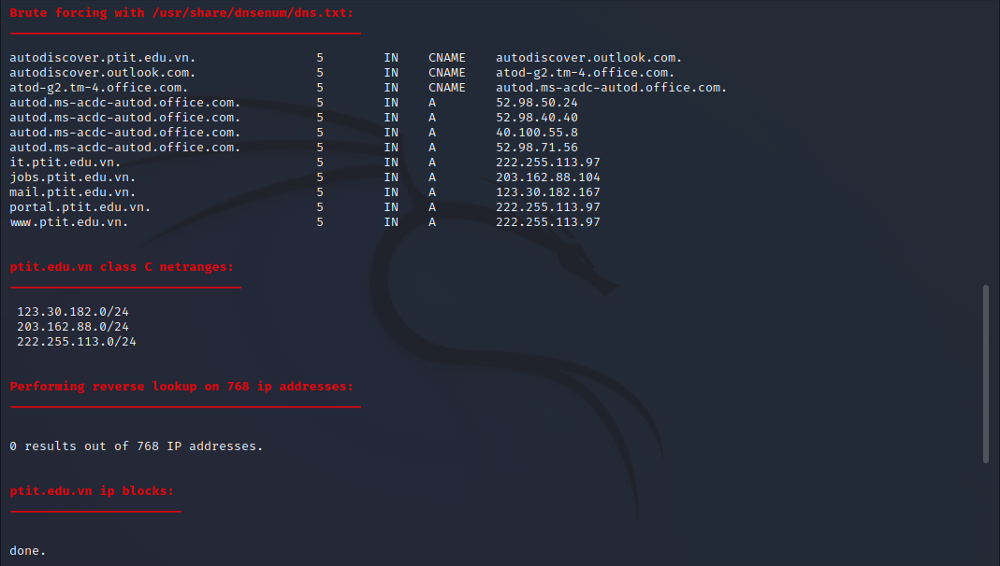 Brute forcing with /usr/share/dnsenum/dns.txt:
autodiscover.ptit.edu.vn. 5 IN CNAME autodiscover.outlook.com.
autodiscover.outlook.com. 5 IN CNAME atod-g2.tm-4.office.com.
atod-g2.tm-4.office.com. 5 IN CNAME autod.ms-acdc-autod.office.com.
autod.ms-acdc-autod.office.com. 5 IN A 52.98.50.24
autod.ms-acdc-autod.office.com. 5 IN A 52.98.40.40
autod.ms-acdc-autod.office.com. 5 IN A 40.100.55.8
autod.ms-acdc-autod.office.com. 5 IN A 52.98.71.56
it.ptit.edu.vn. 5 IN A 222.255.113.97
jobs.ptit.edu.vn. 5 IN A 203.162.88.104
mail.ptit.edu.vn. 5 IN A 123.30.182.167
portal.ptit.edu.vn. 5 IN A 222.255.113.97
www.ptit.edu.vn. 5 IN A 222.255.113.97
ptit.edu.vn class C netranges:
123.30.182.0/24
203.162.88.0/24
222.255.113.0/24
Performing reverse lookup on 768 ip addresses:
0 results out of 768 IP addresses.
ptit.edu.vn ip blocks:
done.